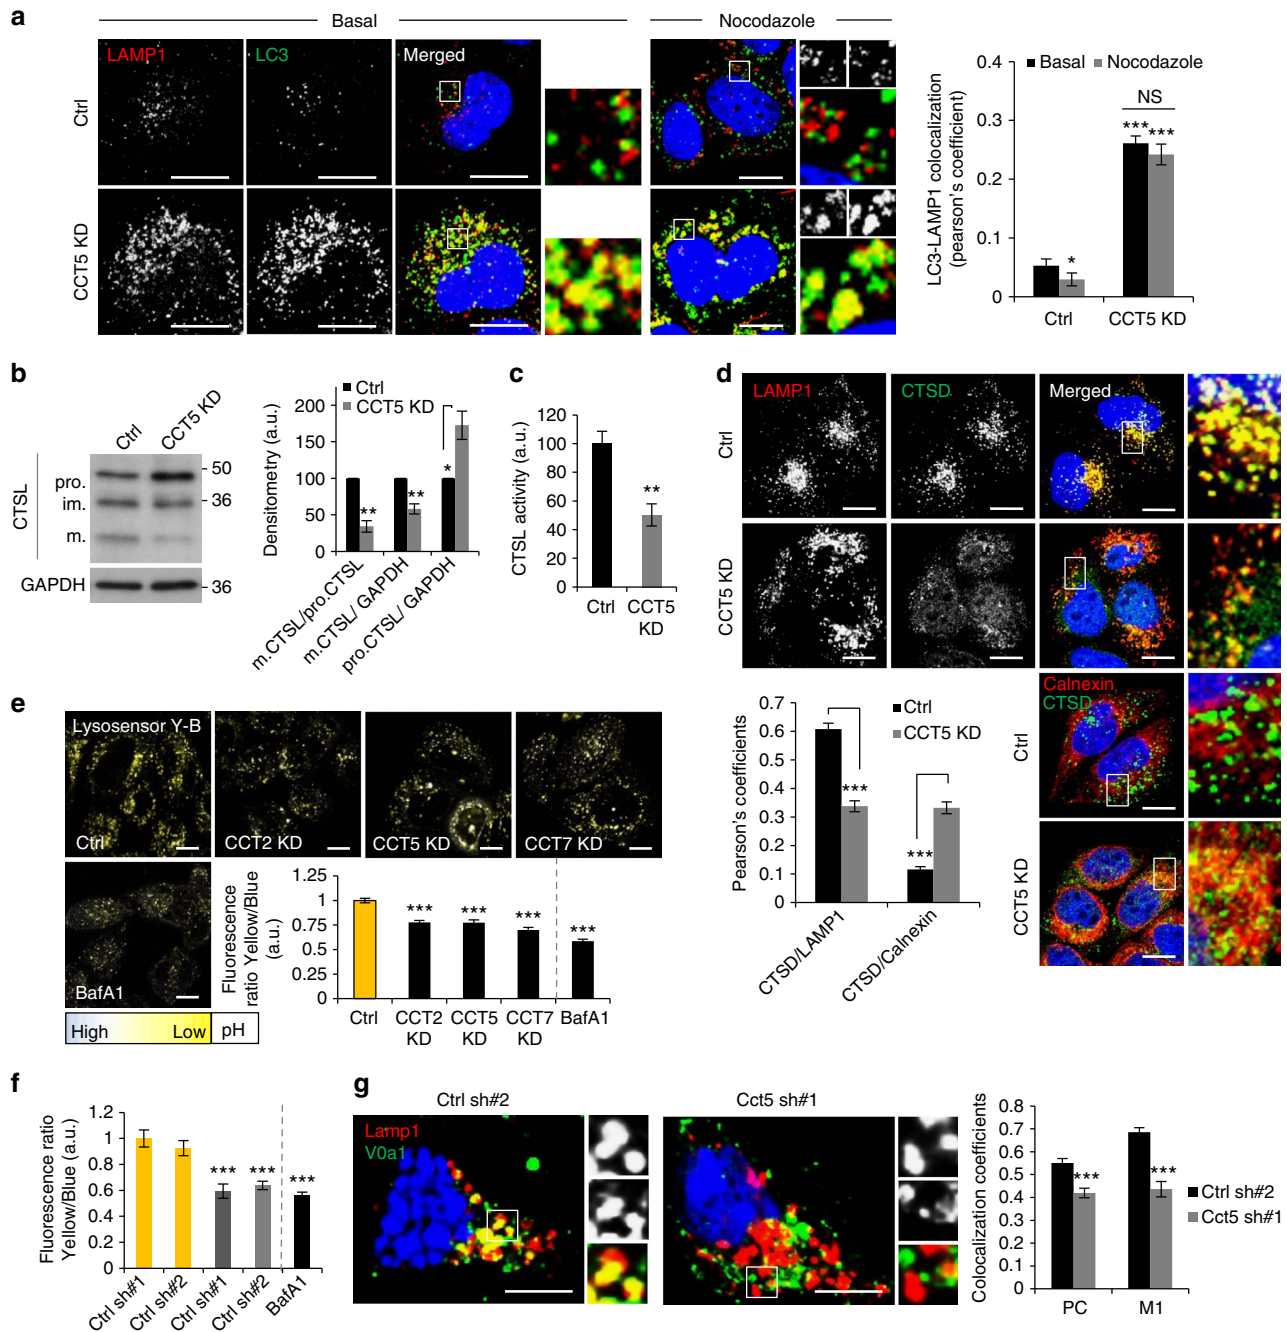 a
Basal
Nocodazole
LAMP1
LC3
Merged
Ctrl
CCT5 KD
LC3-LAMP1 colocalization
(pearson's coefficient)
0.4
0.3
0.2
0.1
0
Basal
Nocodazole
NS
***
***
*
Ctrl
CCT5 KD
b
Ctrl
CCT5 KD
CTSL
pro.
im.
m.
GAPDH
50
36
36
Densitometry (a.u.)
200
150
100
50
0
Ctrl
CCT5 KD
**
**
*
m.CTSL/pro.CTSL
m.CTSL/ GAPDH
pro.CTSL/ GAPDH
c
CTSL activity (a.u.)
120
100
80
60
40
20
0
**
Ctrl
CCT5
KD
d
LAMP1
CTSD
Merged
Ctrl
CCT5 KD
Calnexin
CTSD
Ctrl
CCT5 KD
Pearson's coefficients
0.7
0.6
0.5
0.4
0.3
0.2
0.1
0
Ctrl
CCT5 KD
***
***
CTSD/LAMP1
CTSD/Calnexin
e
Lysosensor Y-B
Ctrl
CCT2 KD
CCT5 KD
CCT7 KD
BafA1
High
Low
pH
Fluorescence
ratio Yellow/Blue
(a.u.)
1.25
1
0.75
0.5
0.25
0
***
***
***
***
Ctrl
CCT2
KD
CCT5
KD
CCT7
KD
BafA1
f
Fluorescence ratio
Yellow/Blue (a.u.)
1.2
1
0.8
0.6
0.4
0.2
0
***
***
***
Ctrl sh#1
Ctrl sh#2
Ctrl sh#1
Ctrl sh#2
BafA1
g
Ctrl sh#2
Cct5 sh#1
Lamp1
V0a1
Colocalization coefficients
0.8
0.7
0.6
0.5
0.4
0.3
0.2
0.1
0
***
***
Ctrl sh#2
Cct5 sh#1
PC
M1